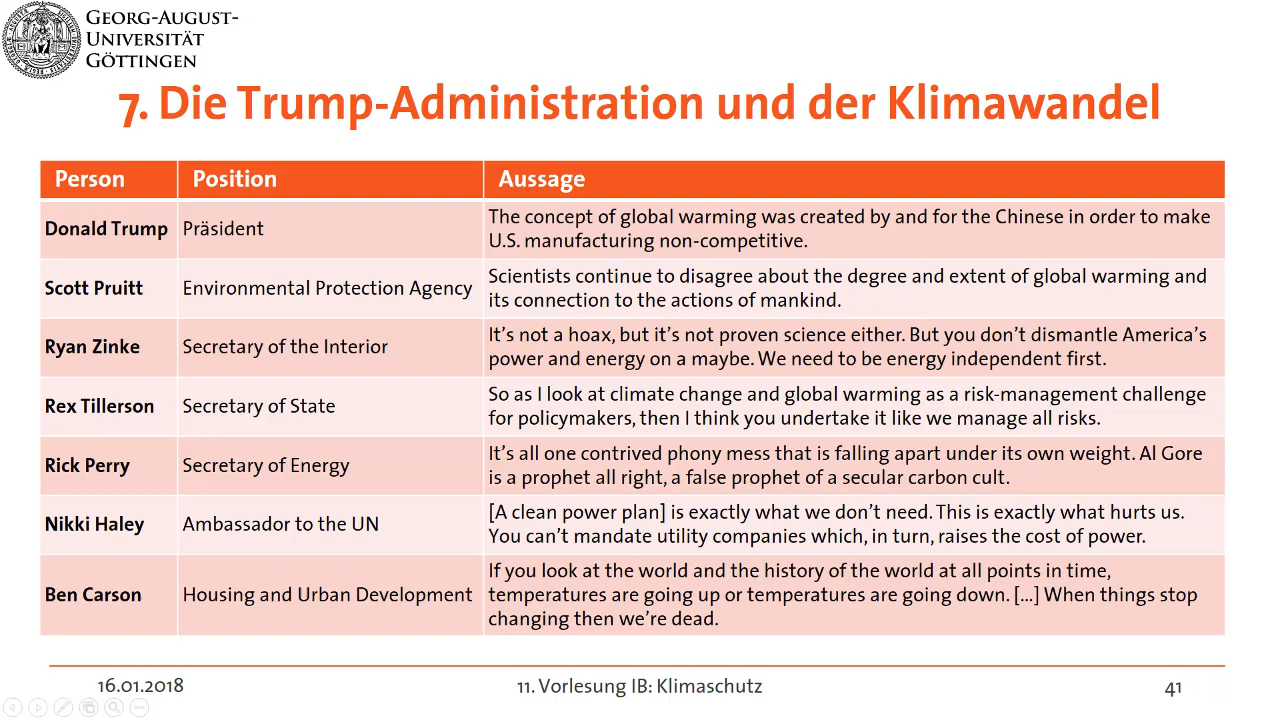 GEORG-AUGUST-
UNIVERSITÄT
GÖTTINGEN
7. Die Trump-Administration und der Klimawandel
Person Position Aussage
Donald Trump Präsident The concept of global warming was created by and for the Chinese in order to make
U.S. manufacturing non-competitive.
Scott Pruitt Environmental Protection Agency Scientists continue to disagree about the degree and extent of global warming and
its connection to the actions of mankind.
Ryan Zinke Secretary of the Interior It's not a hoax, but it's not proven science either. But you don't dismantle America's
power and energy on a maybe. We need to be energy independent first.
Rex Tillerson Secretary of State So as I look at climate change and global warming as a risk-management challenge
for policymakers, then I think you undertake it like we manage all risks.
Rick Perry Secretary of Energy It's all one contrived phony mess that is falling apart under its own weight. Al Gore
is a prophet all right, a false prophet of a secular carbon cult.
Nikki Haley Ambassador to the UN [A clean power plan] is exactly what we don't need. This is exactly what hurts us.
You can't mandate utility companies which, in turn, raises the cost of power.
Ben Carson Housing and Urban Development If you look at the world and the history of the world at all points in time,
temperatures are going up or temperatures are going down. [...] When things stop
changing then we're dead.
16.01.2018 11. Vorlesung IB: Klimaschutz 41